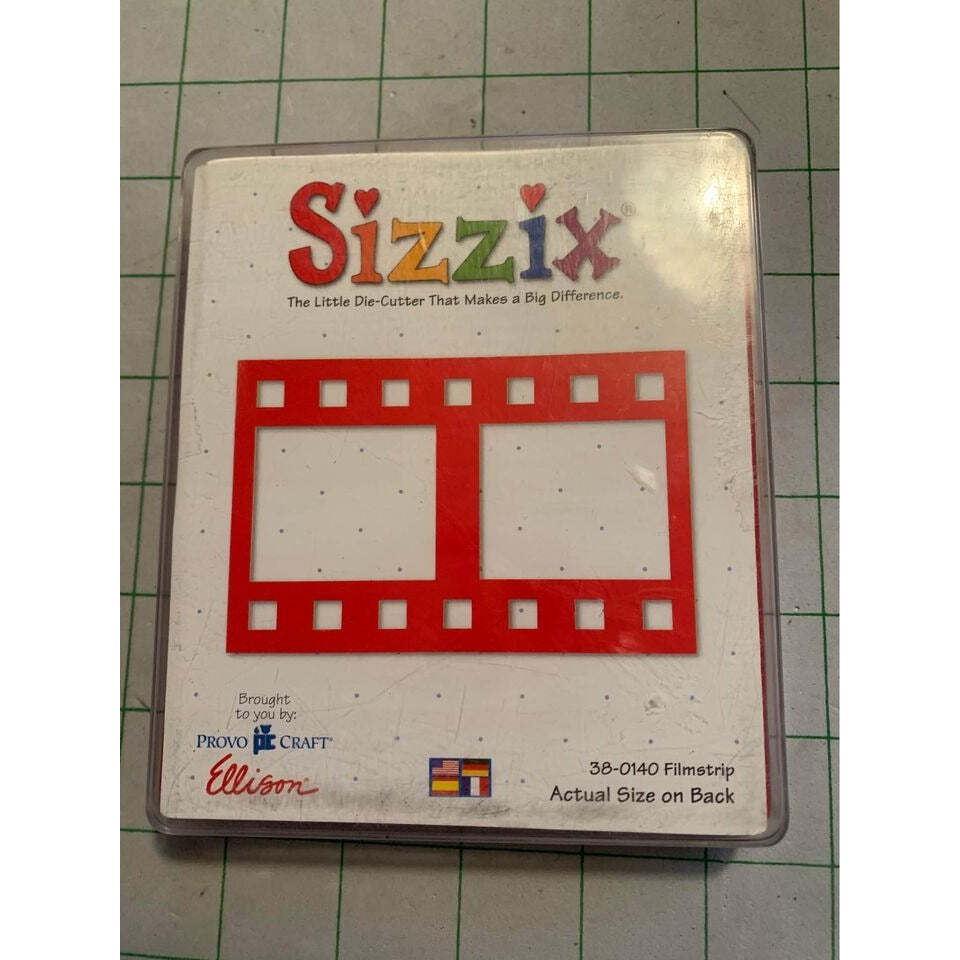 Sizzix®
The Little Die-Cutter That Makes a Big Difference.
Brought
to you by:
PROVO pc CRAFT®
Ellison®
38-0140 Filmstrip
Actual Size on Back